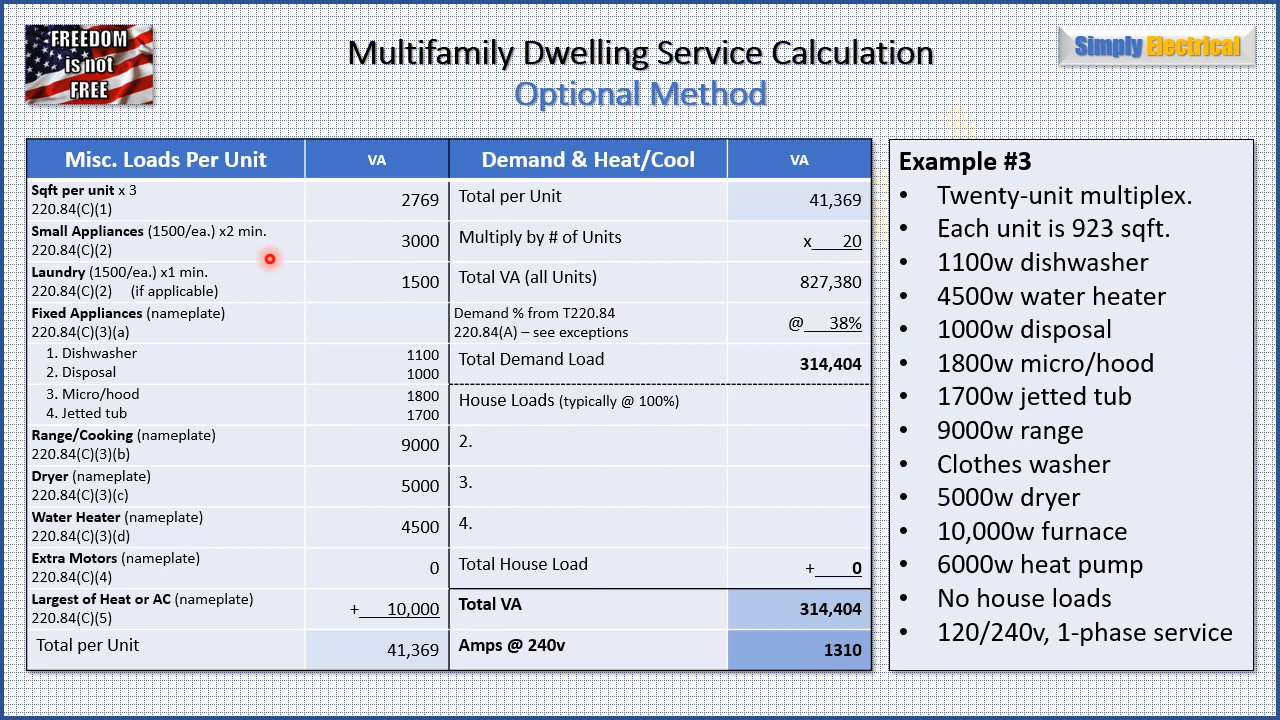 FREEDOM
is not
FREE
Multifamily Dwelling Service Calculation
Optional Method
Simply Electrical
Misc. Loads Per Unit VA Demand & Heat/Cool VA
Sqft per unit x 3
220.84(C)(1)
2769
Total per Unit 41,369
Small Appliances (1500/ea.) x2 min.
220.84(C)(2)
3000
Multiply by # of Units x 20
Laundry (1500/ea.) x1 min.
220.84(C)(2) (if applicable)
1500
Total VA (all Units) 827,380
Fixed Appliances (nameplate)
220.84(C)(3)(a)
Demand % from T220.84
220.84(A) – see exceptions
@ 38%
1. Dishwasher 1100
2. Disposal 1000
Total Demand Load 314,404
3. Micro/hood 1800
4. Jetted tub 1700
House Loads (typically @ 100%)
Range/Cooking (nameplate)
220.84(C)(3)(b)
9000
2.
Dryer (nameplate)
220.84(C)(3)(c)
5000
3.
Water Heater (nameplate)
220.84(C)(3)(d)
4500
4.
Extra Motors (nameplate)
220.84(C)(4)
0
Total House Load + 0
Largest of Heat or AC (nameplate)
220.84(C)(5)
+ 10,000
Total VA 314,404
Total per Unit 41,369
Amps @ 240v 1310
Example #3
• Twenty-unit multiplex.
• Each unit is 923 sqft.
• 1100w dishwasher
• 4500w water heater
• 1000w disposal
• 1800w micro/hood
• 1700w jetted tub
• 9000w range
• Clothes washer
• 5000w dryer
• 10,000w furnace
• 6000w heat pump
• No house loads
• 120/240v, 1-phase service